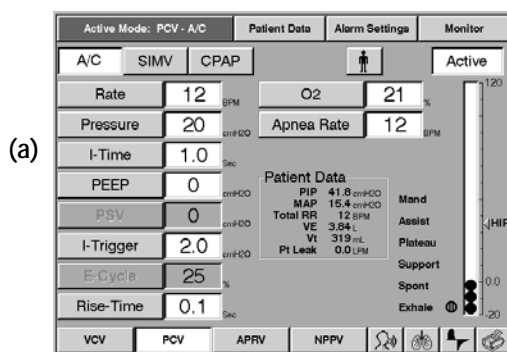 Active Mode: PCV - A/C Patient Data Alarm Settings Monitor
A/C SIMV CPAP Active
(a)
Rate 12 BPM O2 21 %
120
Pressure 20 cmH2O Apnea Rate 12 BPM
I-Time 1.0 Sec
PEEP 0 cmH2O
PSV 0 cmH2O
I-Trigger 2.0 cmH2O
E-Cycle 25 %
Rise-Time 0.1 Sec
Patient Data
PIP 41.8 cmH2O
MAP 15.4 cmH2O
Total RR 12 BPM
VE 3.84 L
Vt 319 mL
Pt Leak 0.0 LPM
Mand
Assist
Plateau
Support
Spont
Exhale
HIP
0.0
-20
VCV PCV APRV NPPV